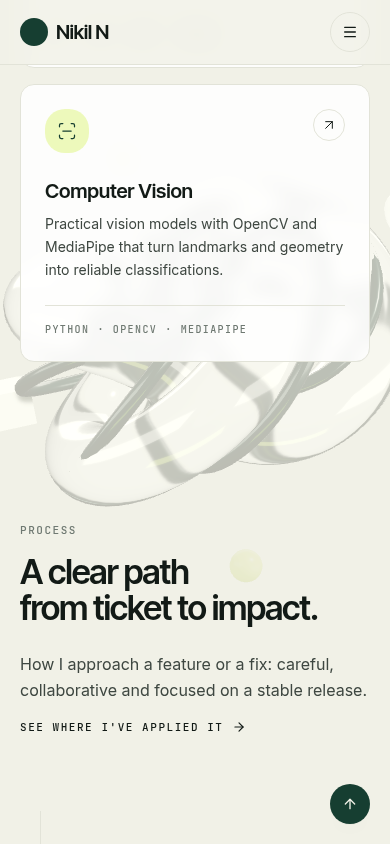 Nikil N
Computer Vision
Practical vision models with OpenCV and
MediaPipe that turn landmarks and geometry
into reliable classifications.
PYTHON · OPENCV · MEDIAPIPE
PROCESS
A clear path
from ticket to impact.
How I approach a feature or a fix: careful,
collaborative and focused on a stable release.
SEE WHERE I'VE APPLIED IT →